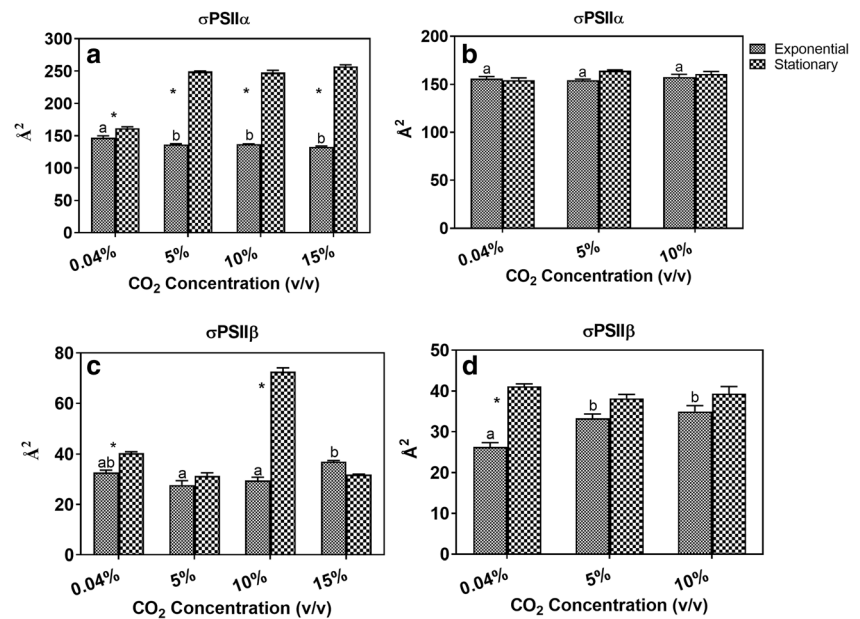 σPSIIα
a
300
250
200
150
100
50
0
Å²
a * b * b * b *
0.04% 5% 10% 15%
CO₂ Concentration (v/v)
σPSIIα
b
200
150
100
50
0
Å²
a a a
0.04% 5% 10%
CO₂ Concentration (v/v)
Exponential
Stationary
σPSIIβ
c
80
60
40
20
0
Å²
ab * a a * b
0.04% 5% 10% 15%
CO₂ Concentration (v/v)
σPSIIβ
d
50
40
30
20
10
0
Å²
a * b b
0.04% 5% 10%
CO₂ Concentration (v/v)